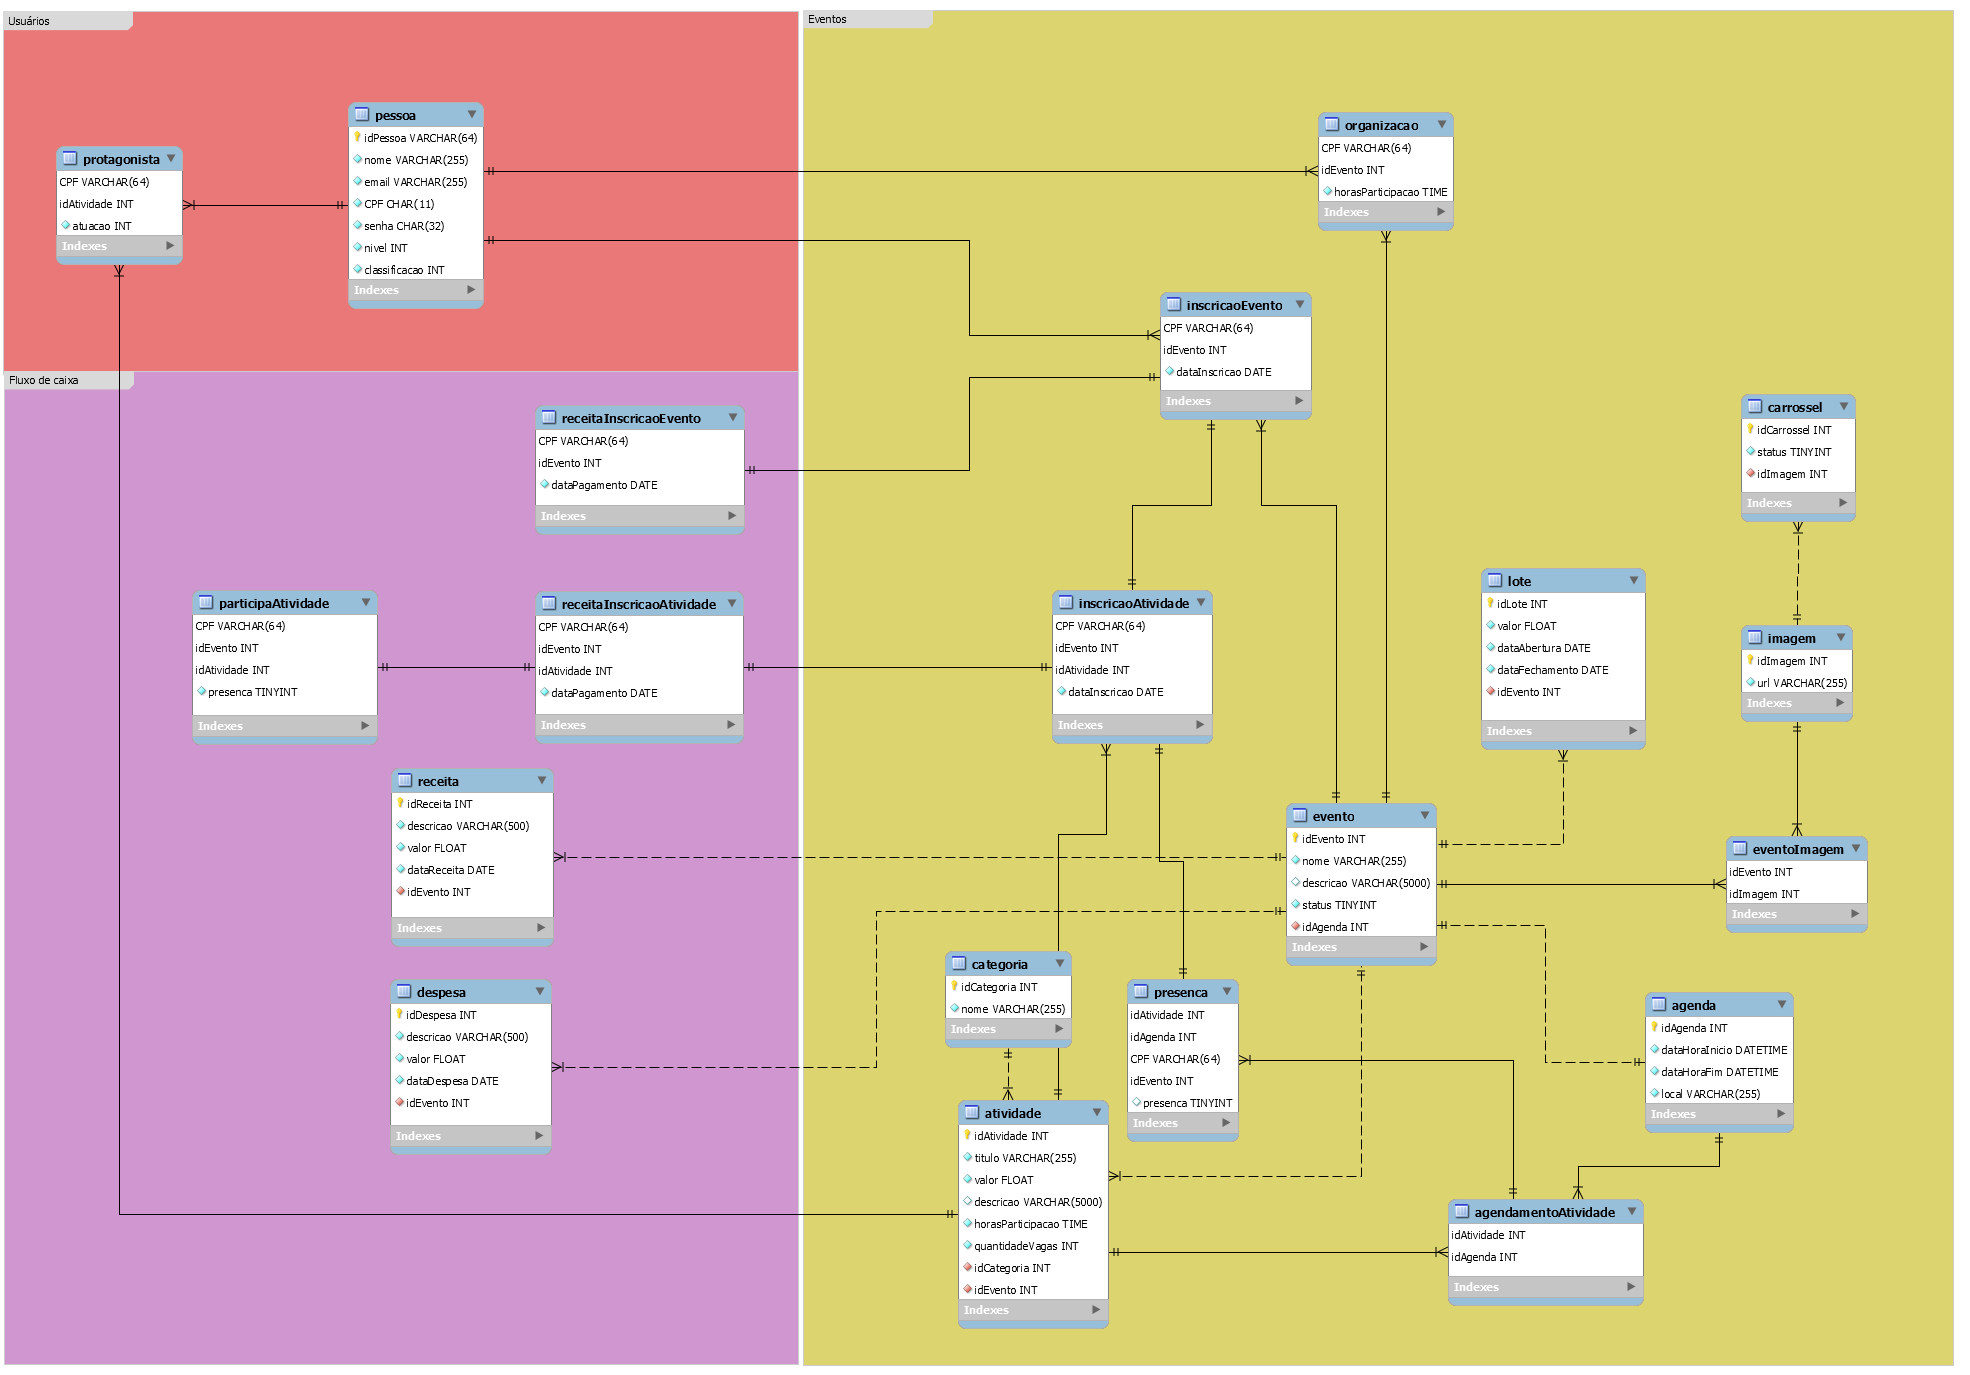 Usuários
pessoa
idPessoa VARCHAR(64)
nome VARCHAR(255)
email VARCHAR(255)
CPF CHAR(11)
senha CHAR(32)
nivel INT
classificacao INT
Indexes
protagonista
CPF VARCHAR(64)
idAtividade INT
atuacao INT
Indexes
Fluxo de caixa
receitaInscricaoEvento
CPF VARCHAR(64)
idEvento INT
dataPagamento DATE
Indexes
participaAtividade
CPF VARCHAR(64)
idEvento INT
idAtividade INT
presenca TINYINT
Indexes
receitaInscricaoAtividade
CPF VARCHAR(64)
idEvento INT
idAtividade INT
dataPagamento DATE
Indexes
receita
idReceita INT
descricao VARCHAR(500)
valor FLOAT
dataReceita DATE
idEvento INT
Indexes
despesa
idDespesa INT
descricao VARCHAR(500)
valor FLOAT
dataDespesa DATE
idEvento INT
Indexes
Eventos
organizacao
CPF VARCHAR(64)
idEvento INT
horasParticipacao TIME
Indexes
inscricaoEvento
CPF VARCHAR(64)
idEvento INT
dataInscricao DATE
Indexes
carrossel
idCarrossel INT
status TINYINT
idImagem INT
Indexes
inscricaoAtividade
CPF VARCHAR(64)
idEvento INT
idAtividade INT
dataInscricao DATE
Indexes
lote
idLote INT
valor FLOAT
dataAbertura DATE
dataFechamento DATE
idEvento INT
Indexes
imagem
idImagem INT
url VARCHAR(255)
Indexes
evento
idEvento INT
nome VARCHAR(255)
descricao VARCHAR(5000)
status TINYINT
idAgenda INT
Indexes
eventoImagem
idEvento INT
idImagem INT
Indexes
categoria
idCategoria INT
nome VARCHAR(255)
Indexes
presenca
idAtividade INT
idAgenda INT
CPF VARCHAR(64)
idEvento INT
presenca TINYINT
Indexes
agenda
idAgenda INT
dataHoraInicio DATETIME
dataHoraFim DATETIME
local VARCHAR(255)
Indexes
atividade
idAtividade INT
titulo VARCHAR(255)
valor FLOAT
descricao VARCHAR(5000)
horasParticipacao TIME
quantidadeVagas INT
idCategoria INT
idEvento INT
Indexes
agendamentoAtividade
idAtividade INT
idAgenda INT
Indexes